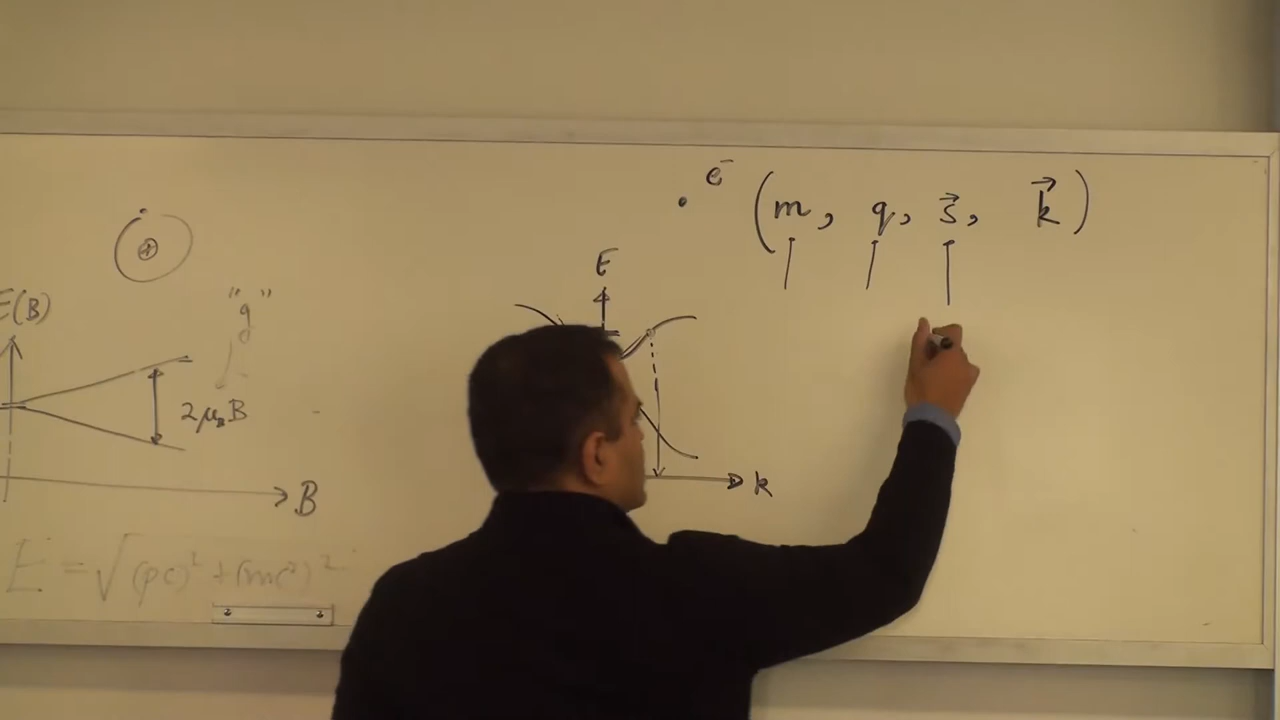 e⁻ (m, q, s⃗, k⃗)
E
E(B)
"g"
2μ_B B
k
B
E = √(pc)² + (mc²)²